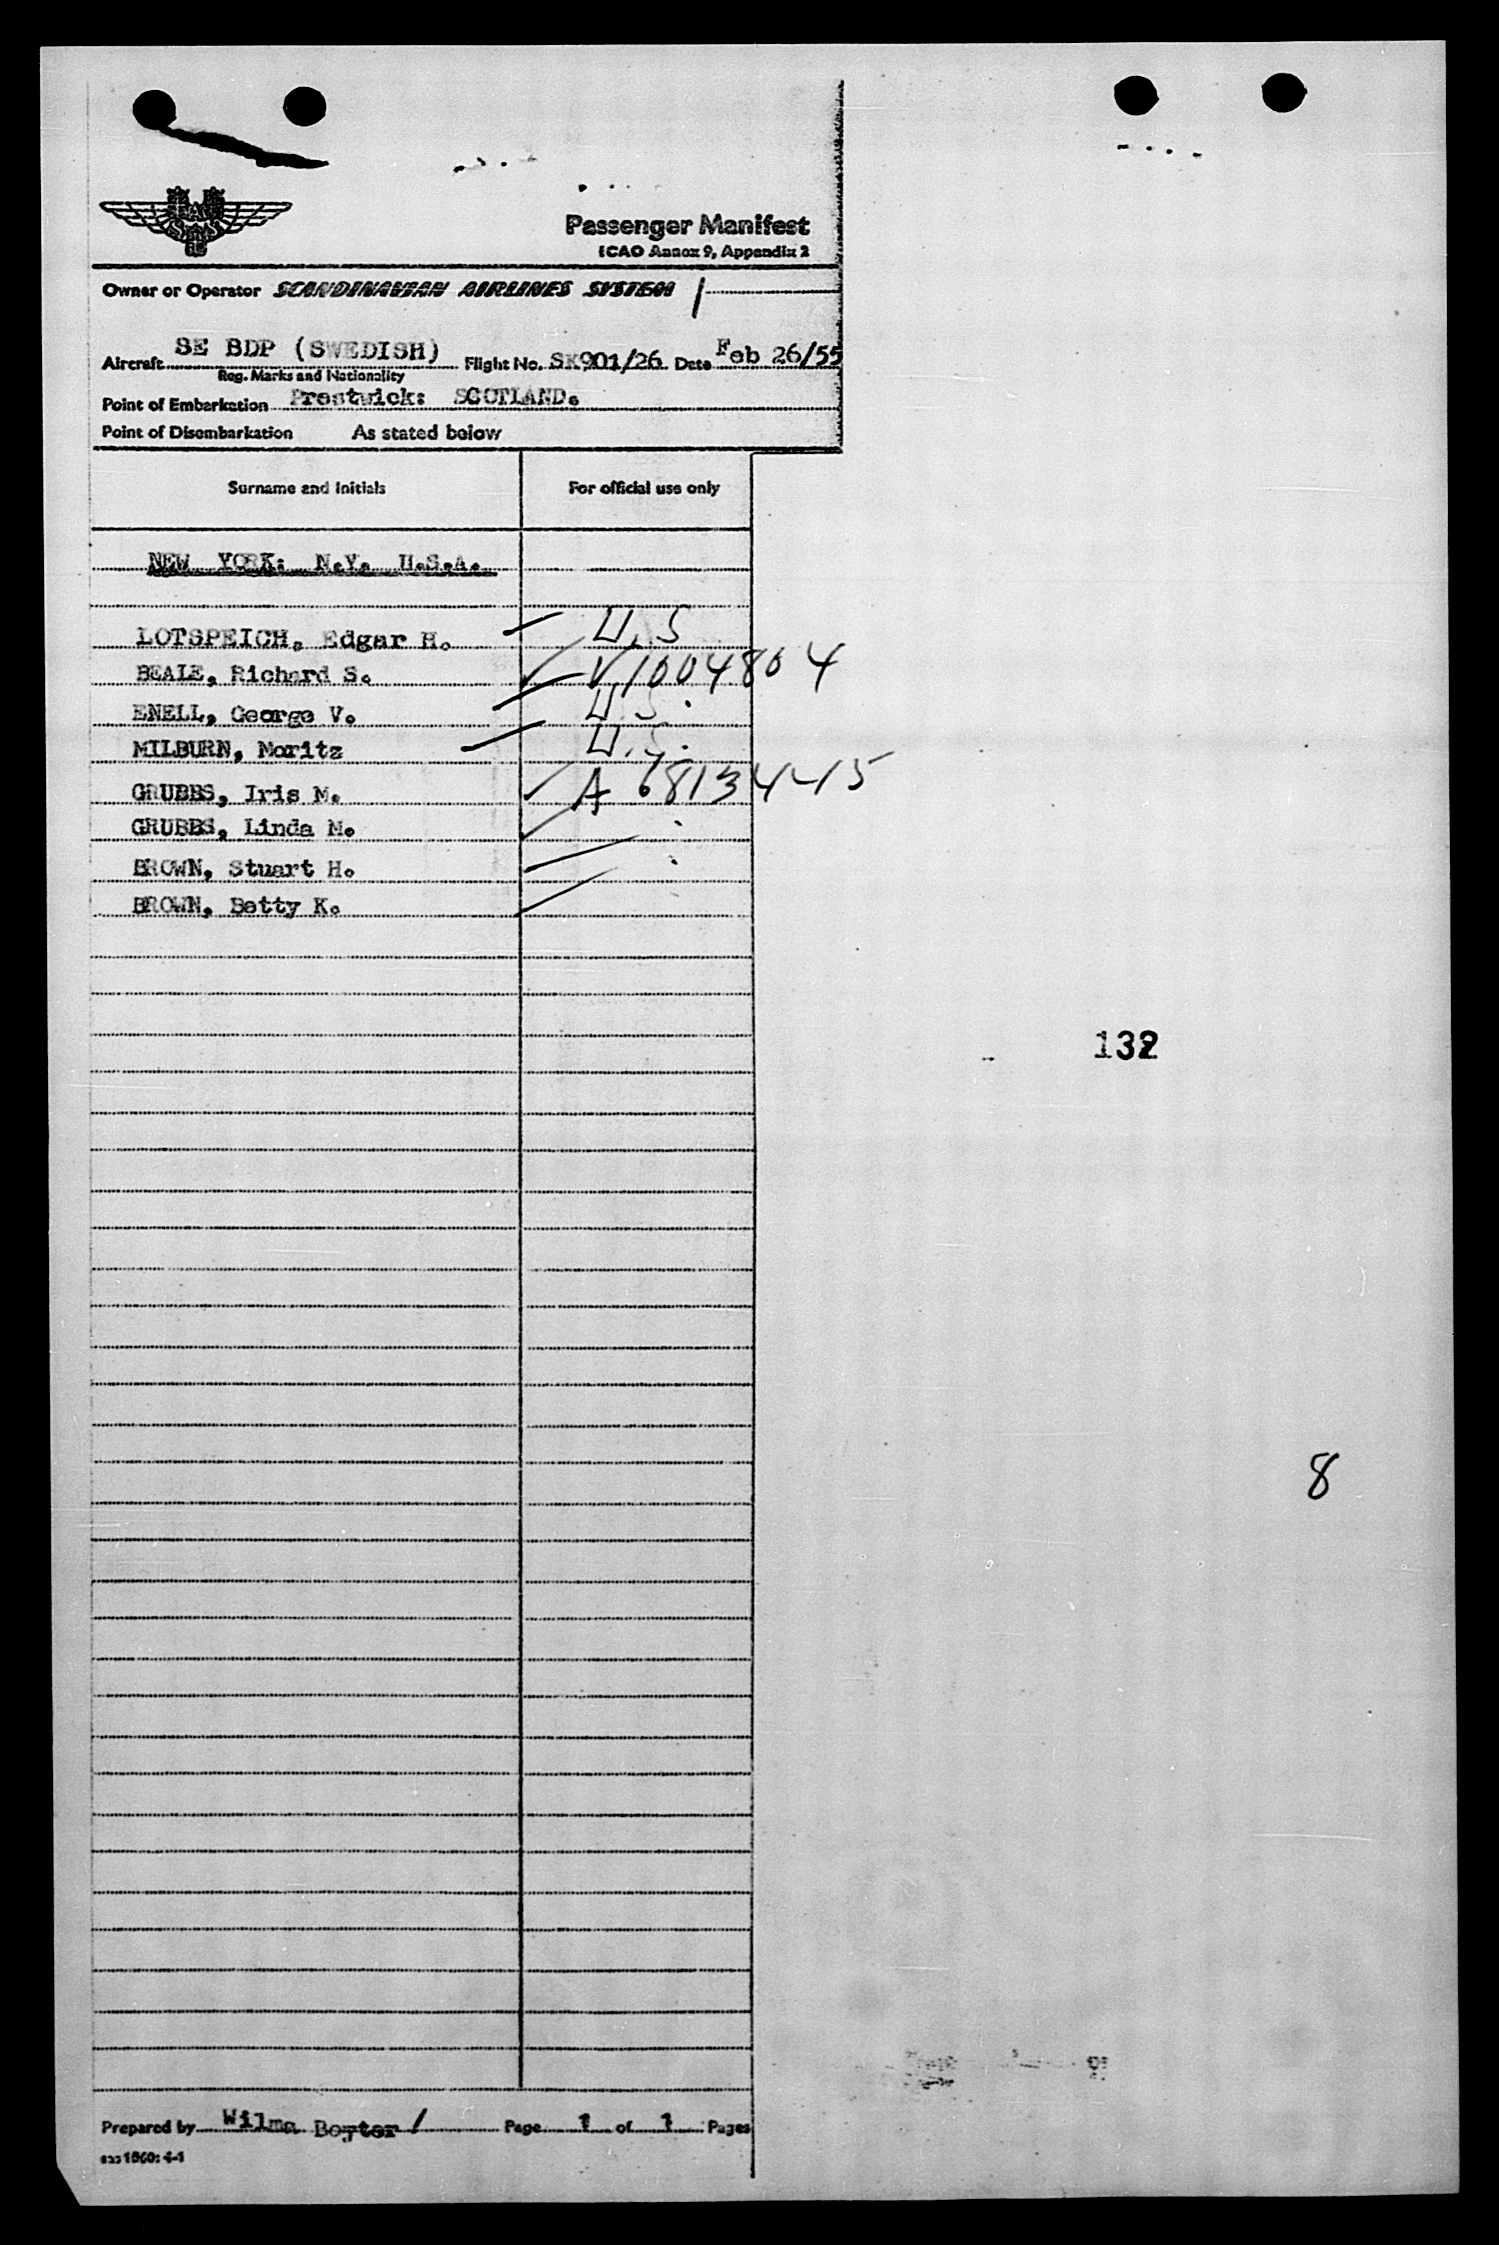 SAS
Passenger Manifest
ICAO Annex 9, Appendix 2
Owner or Operator SCANDINAVIAN AIRLINES SYSTEM /
Aircraft SE BDP (SWEDISH) Flight No. SK901/26 Date Feb 26/55
Reg. Marks and Nationality
Point of Embarkation Prestwick: SCOTLAND.
Point of Disembarkation As stated below
Surname and Initials For official use only
NEW YORK: N.Y. U.S.A.
LOTSPEICH, Edgar H. U.S
BEALE, Richard S. V1004804
ENELL, George V. U.S.
MILBURN, Moritz U.S.
GRUBBS, Iris M. A 6813445
GRUBBS, Linda M.
BROWN, Stuart H.
BROWN, Betty K.
132
8
Prepared by Wilma Boyter / Page 1 of 1 Pages